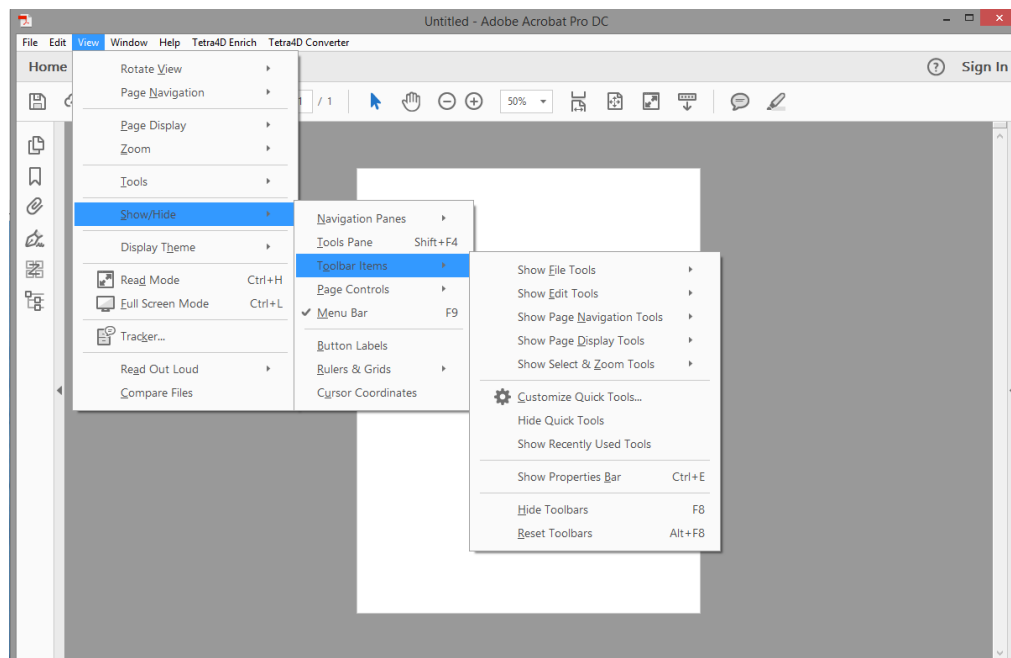 Untitled - Adobe Acrobat Pro DC
File Edit View Window Help Tetra4D Enrich Tetra4D Converter
Home
? Sign In
1 / 1 50%
Rotate View
Page Navigation
Page Display
Zoom
Tools
Show/Hide
Display Theme
Read Mode Ctrl+H
Full Screen Mode Ctrl+L
Tracker...
Read Out Loud
Compare Files
Navigation Panes
Tools Pane Shift+F4
Toolbar Items
Page Controls
Menu Bar F9
Button Labels
Rulers & Grids
Cursor Coordinates
Show File Tools
Show Edit Tools
Show Page Navigation Tools
Show Page Display Tools
Show Select & Zoom Tools
Customize Quick Tools...
Hide Quick Tools
Show Recently Used Tools
Show Properties Bar Ctrl+E
Hide Toolbars F8
Reset Toolbars Alt+F8